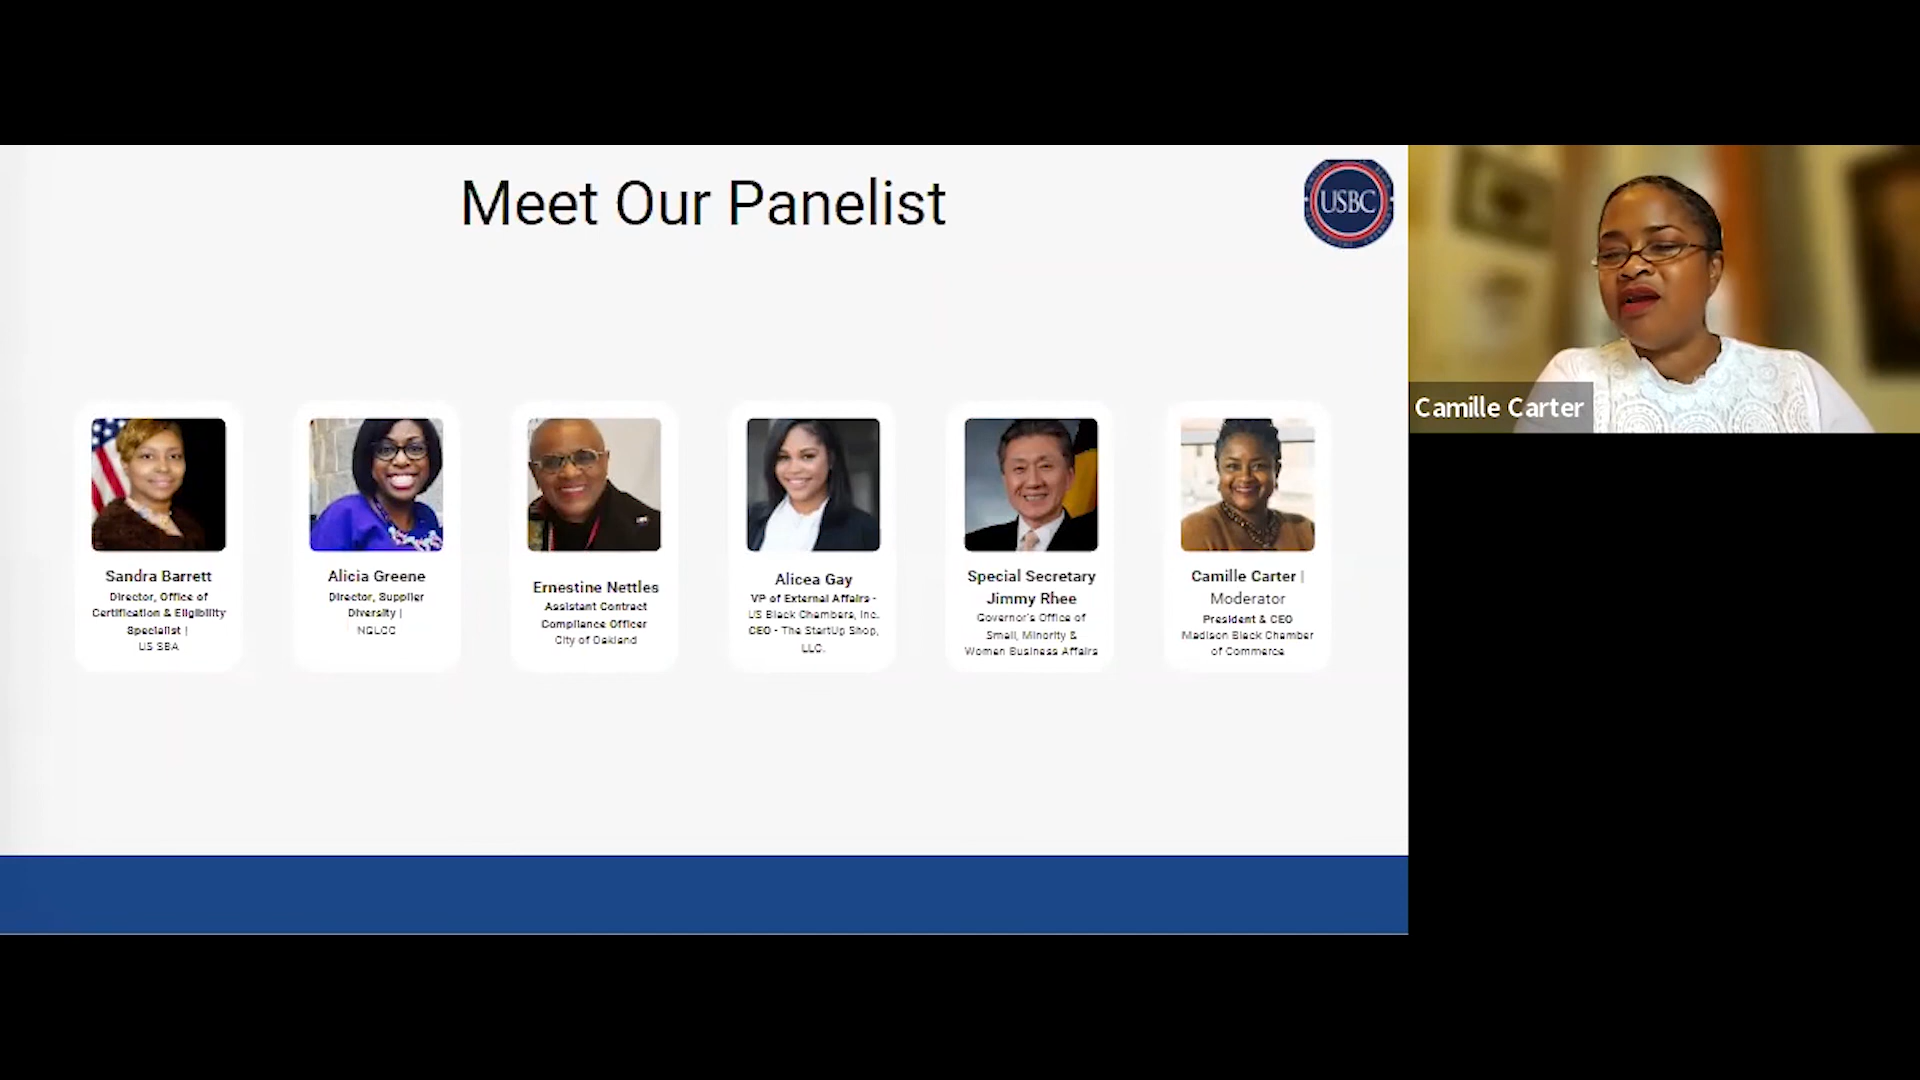 Meet Our Panelist
USBC
Camille Carter
Sandra Barrett
Director, Office of
Certification & Eligibility
Specialist |
US SBA
Alicia Greene
Director, Supplier
Diversity |
NGLCC
Ernestine Nettles
Assistant Contract
Compliance Officer
City of Oakland
Alicea Gay
VP of External Affairs -
US Black Chambers, Inc.
CEO - The StartUp Shop,
LLC.
Special Secretary
Jimmy Rhee
Governor's Office of
Small, Minority &
Women Business Affairs
Camille Carter |
Moderator
President & CEO
Madison Black Chamber
of Commerce